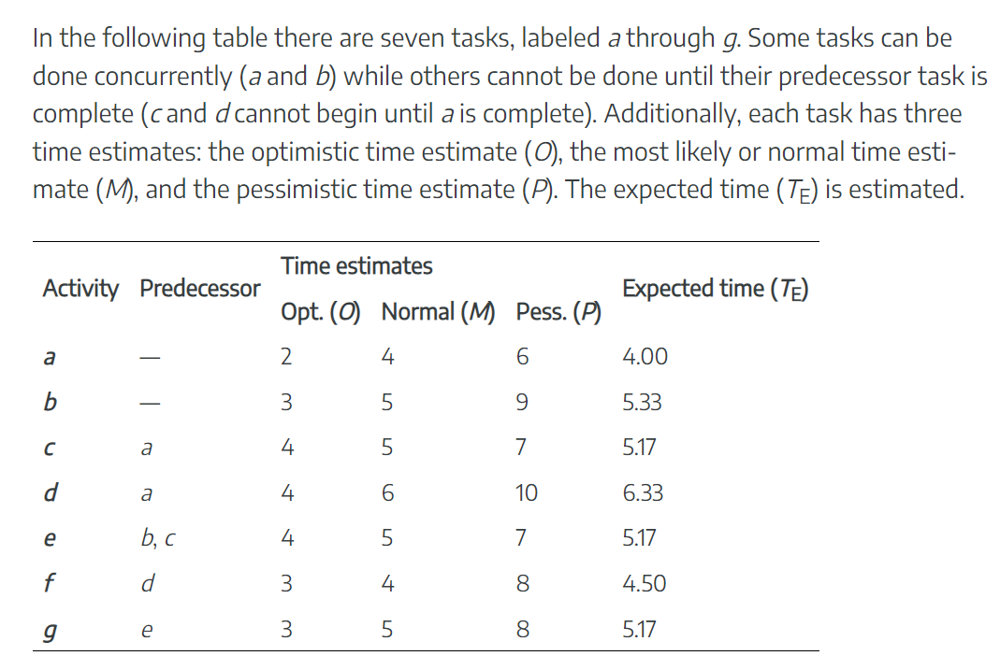 In the following table there are seven tasks, labeled a through g. Some tasks can be
done concurrently (a and b) while others cannot be done until their predecessor task is
complete (c and d cannot begin until a is complete). Additionally, each task has three
time estimates: the optimistic time estimate (O), the most likely or normal time esti-
mate (M), and the pessimistic time estimate (P). The expected time (TE) is estimated.
Time estimates
Activity Predecessor Expected time (TE)
Opt. (O) Normal (M) Pess. (P)
a — 2 4 6 4.00
b — 3 5 9 5.33
c a 4 5 7 5.17
d a 4 6 10 6.33
e b, c 4 5 7 5.17
f d 3 4 8 4.50
g e 3 5 8 5.17